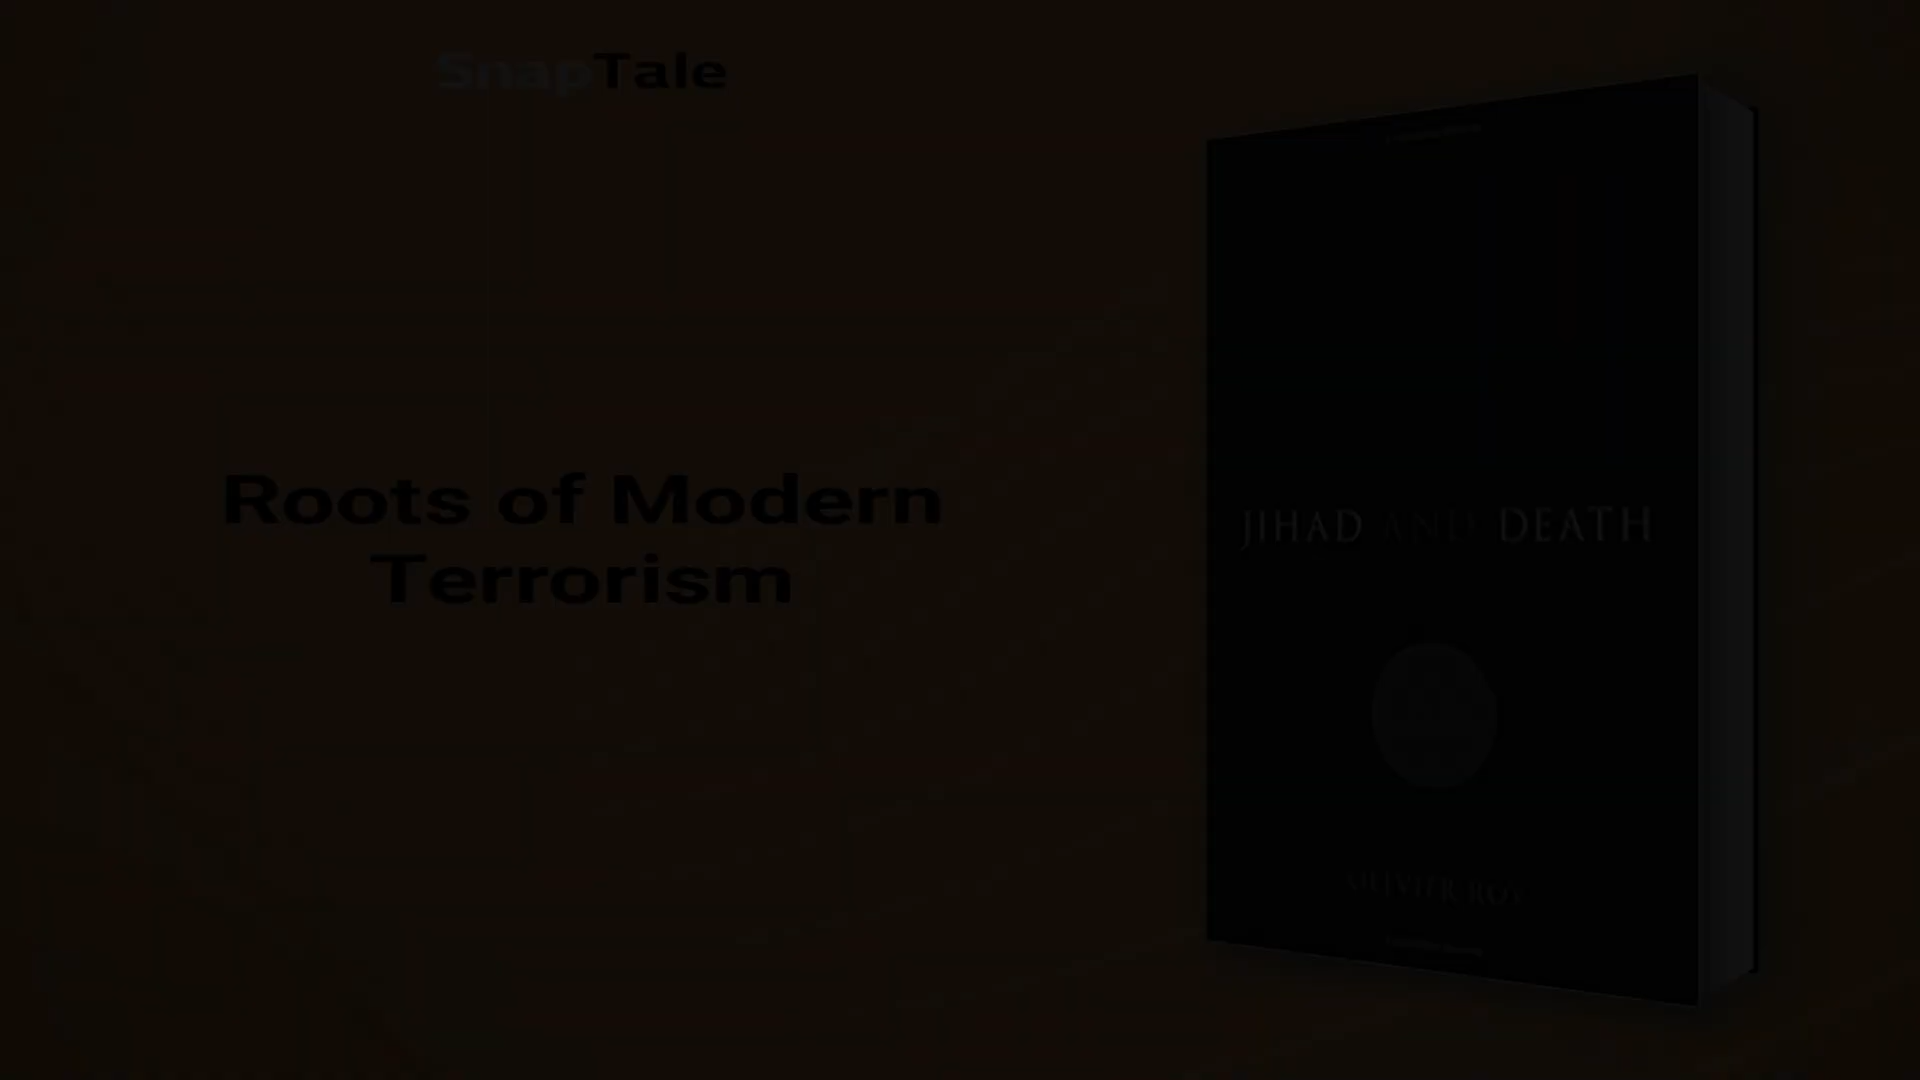 SnapTale
Roots of Modern
Terrorism
JIHAD AND DEATH
OLIVIER ROY